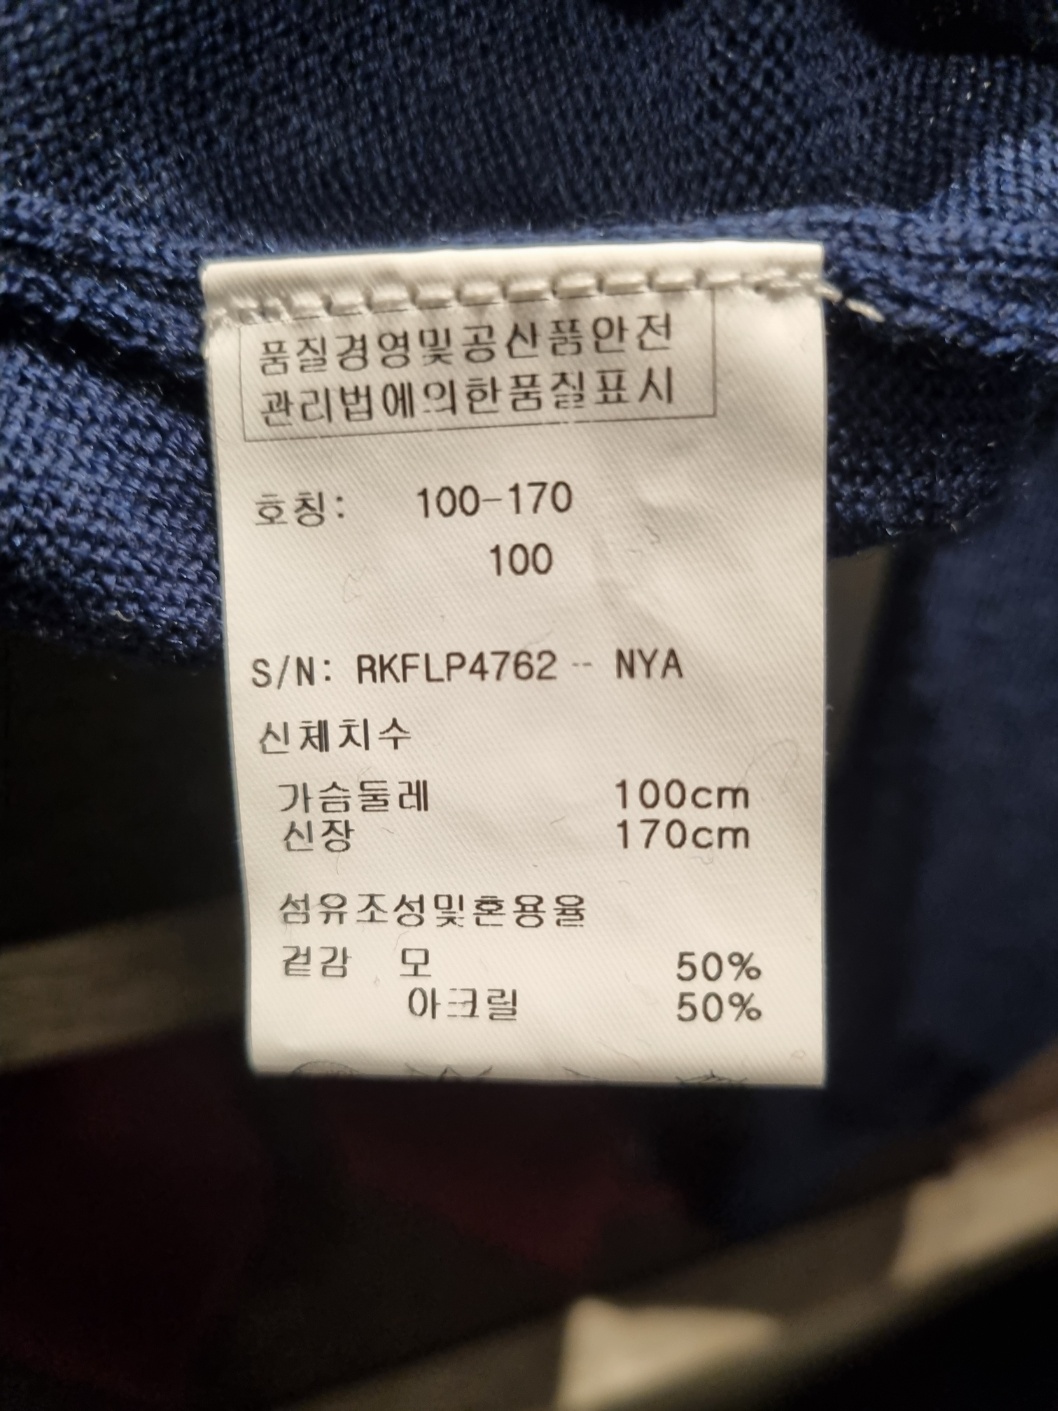 품질경영및공산품안전
관리법에의한품질표시
호칭: 100-170
100
S/N: RKFLP4762 -- NYA
신체치수
가슴둘레 100cm
신장 170cm
섬유조성및혼용율
겉감 모 50%
아크릴 50%